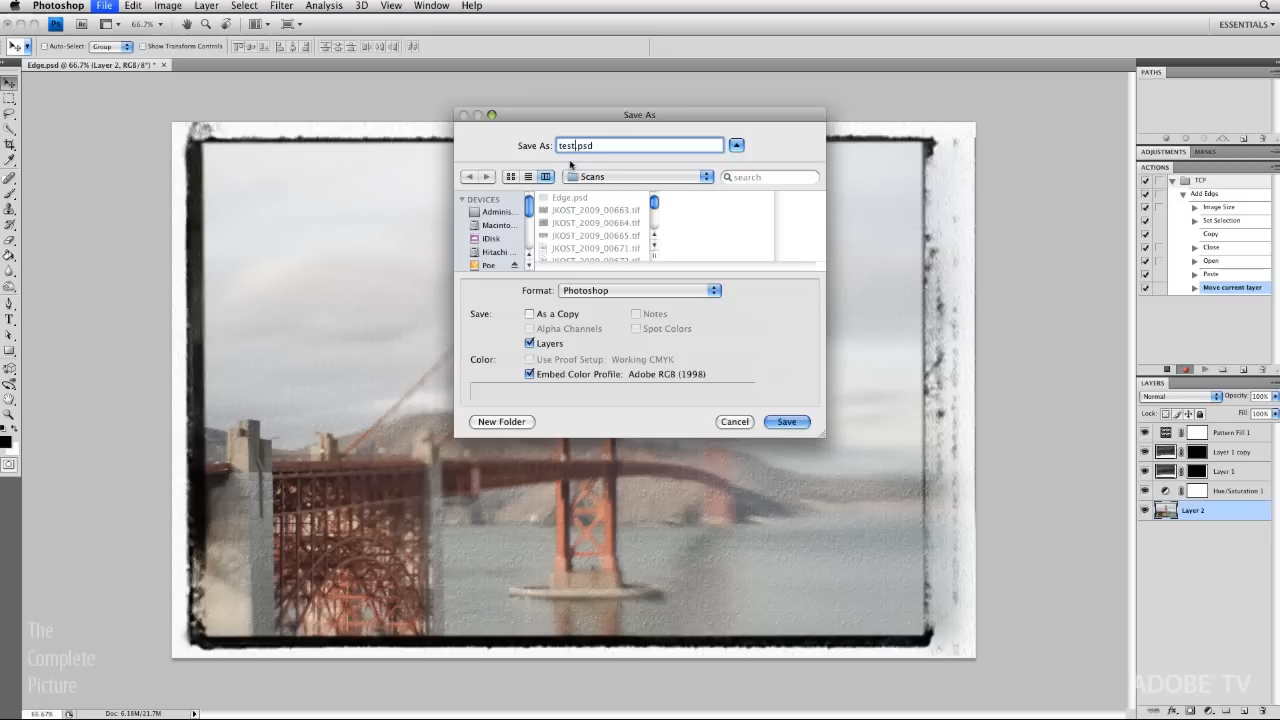 Photoshop File Edit Image Layer Select Filter Analysis 3D View Window Help
66.7% ESSENTIALS
Auto-Select: Group Show Transform Controls
Edge.psd @ 66.7% (Layer 2, RGB/8*) *
Save As
Save As: test.psd
Scans search
DEVICES
Adminis...
Macinto...
iDisk
Hitachi ...
Poe
Edge.psd
JKOST_2009_00663.tif
JKOST_2009_00664.tif
JKOST_2009_00665.tif
JKOST_2009_00671.tif
Format: Photoshop
Save: As a Copy Notes
Alpha Channels Spot Colors
Layers
Color: Use Proof Setup: Working CMYK
Embed Color Profile: Adobe RGB (1998)
New Folder Cancel Save
PATHS
ADJUSTMENTS MASKS
ACTIONS
TCP
Add Edge
Image Size
Set Selection
Copy
Close
Open
Paste
Move current layer
LAYERS
Normal Opacity: 100%
Lock: Fill: 100%
Pattern Fill 1
Layer 1 copy
Layer 1
Hue/Saturation 1
Layer 2
The
Complete
Picture
ADOBE TV
66.67% Doc: 6.18M/21.7M